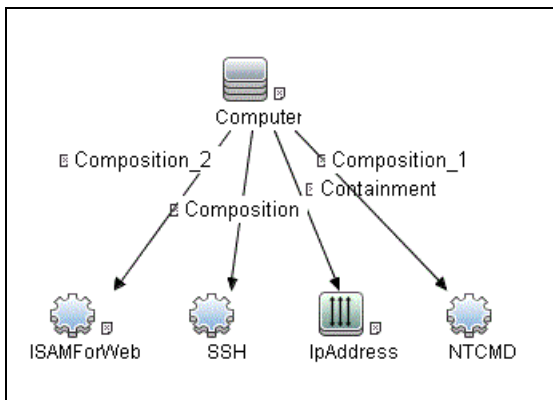 Computer
Composition_2
Composition_1
Containment
Composition
ISAMForWeb
SSH
IpAddress
NTCMD